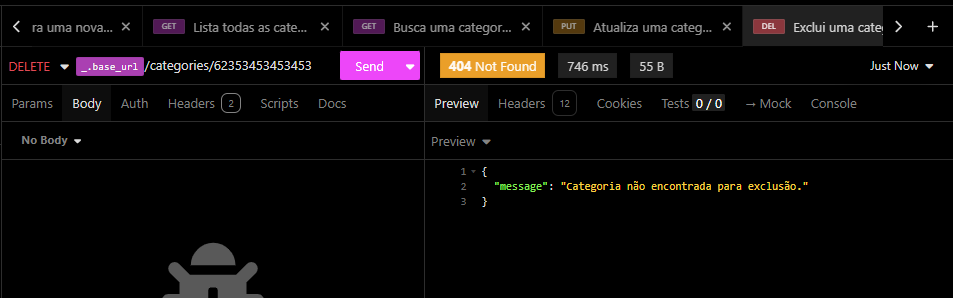 ra uma nova... GET Lista todas as cate... GET Busca uma categor... PUT Atualiza uma categ... DEL Exclui uma categ
DELETE _.base_url /categories/62353453453453 Send 404 Not Found 746 ms 55 B Just Now
Params Body Auth Headers 2 Scripts Docs Preview Headers 12 Cookies Tests 0 / 0 → Mock Console
No Body Preview
1 {
2 "message": "Categoria não encontrada para exclusão."
3 }